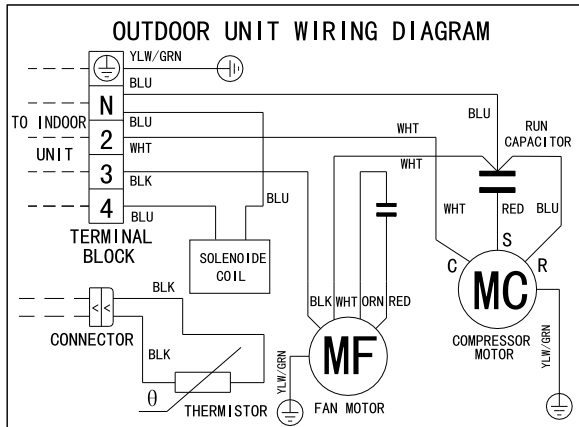 OUTDOOR UNIT WIRING DIAGRAM
YLW/GRN
BLU
N
BLU
TO INDOOR
UNIT
2
WHT
3
BLK
4
BLU
TERMINAL
BLOCK
BLU
SOLENOIDE
COIL
WHT
WHT
BLU
RUN
CAPACITOR
WHT
RED
BLU
C
S
R
MC
COMPRESSOR
MOTOR
YLW/GRN
BLK
WHT
ORN
RED
MF
FAN MOTOR
YLW/GRN
BLK
<<
CONNECTOR
BLK
θ
THERMISTOR